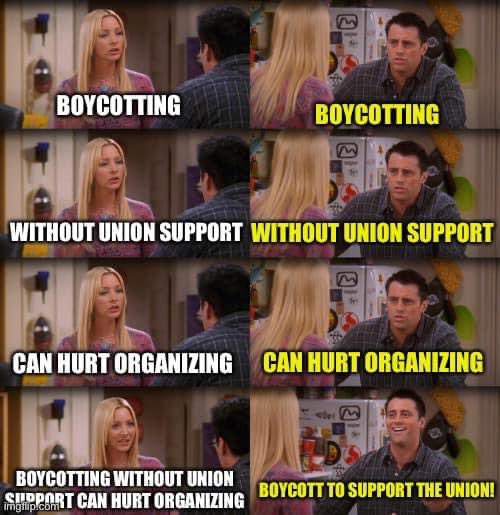 BOYCOTTING
BOYCOTTING
WITHOUT UNION SUPPORT
WITHOUT UNION SUPPORT
CAN HURT ORGANIZING
CAN HURT ORGANIZING
BOYCOTTING WITHOUT UNION
SUPPORT CAN HURT ORGANIZING
BOYCOTT TO SUPPORT THE UNION!
imgflip.com